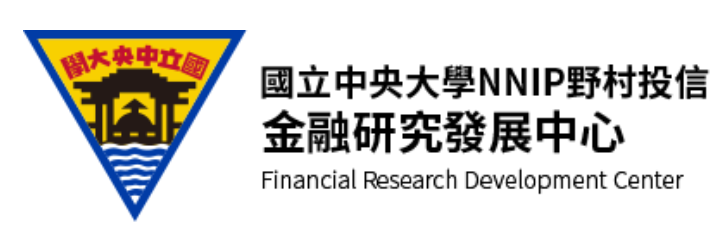 學大央中立國
國立中央大學NNIP野村投信
金融研究發展中心
Financial Research Development Center